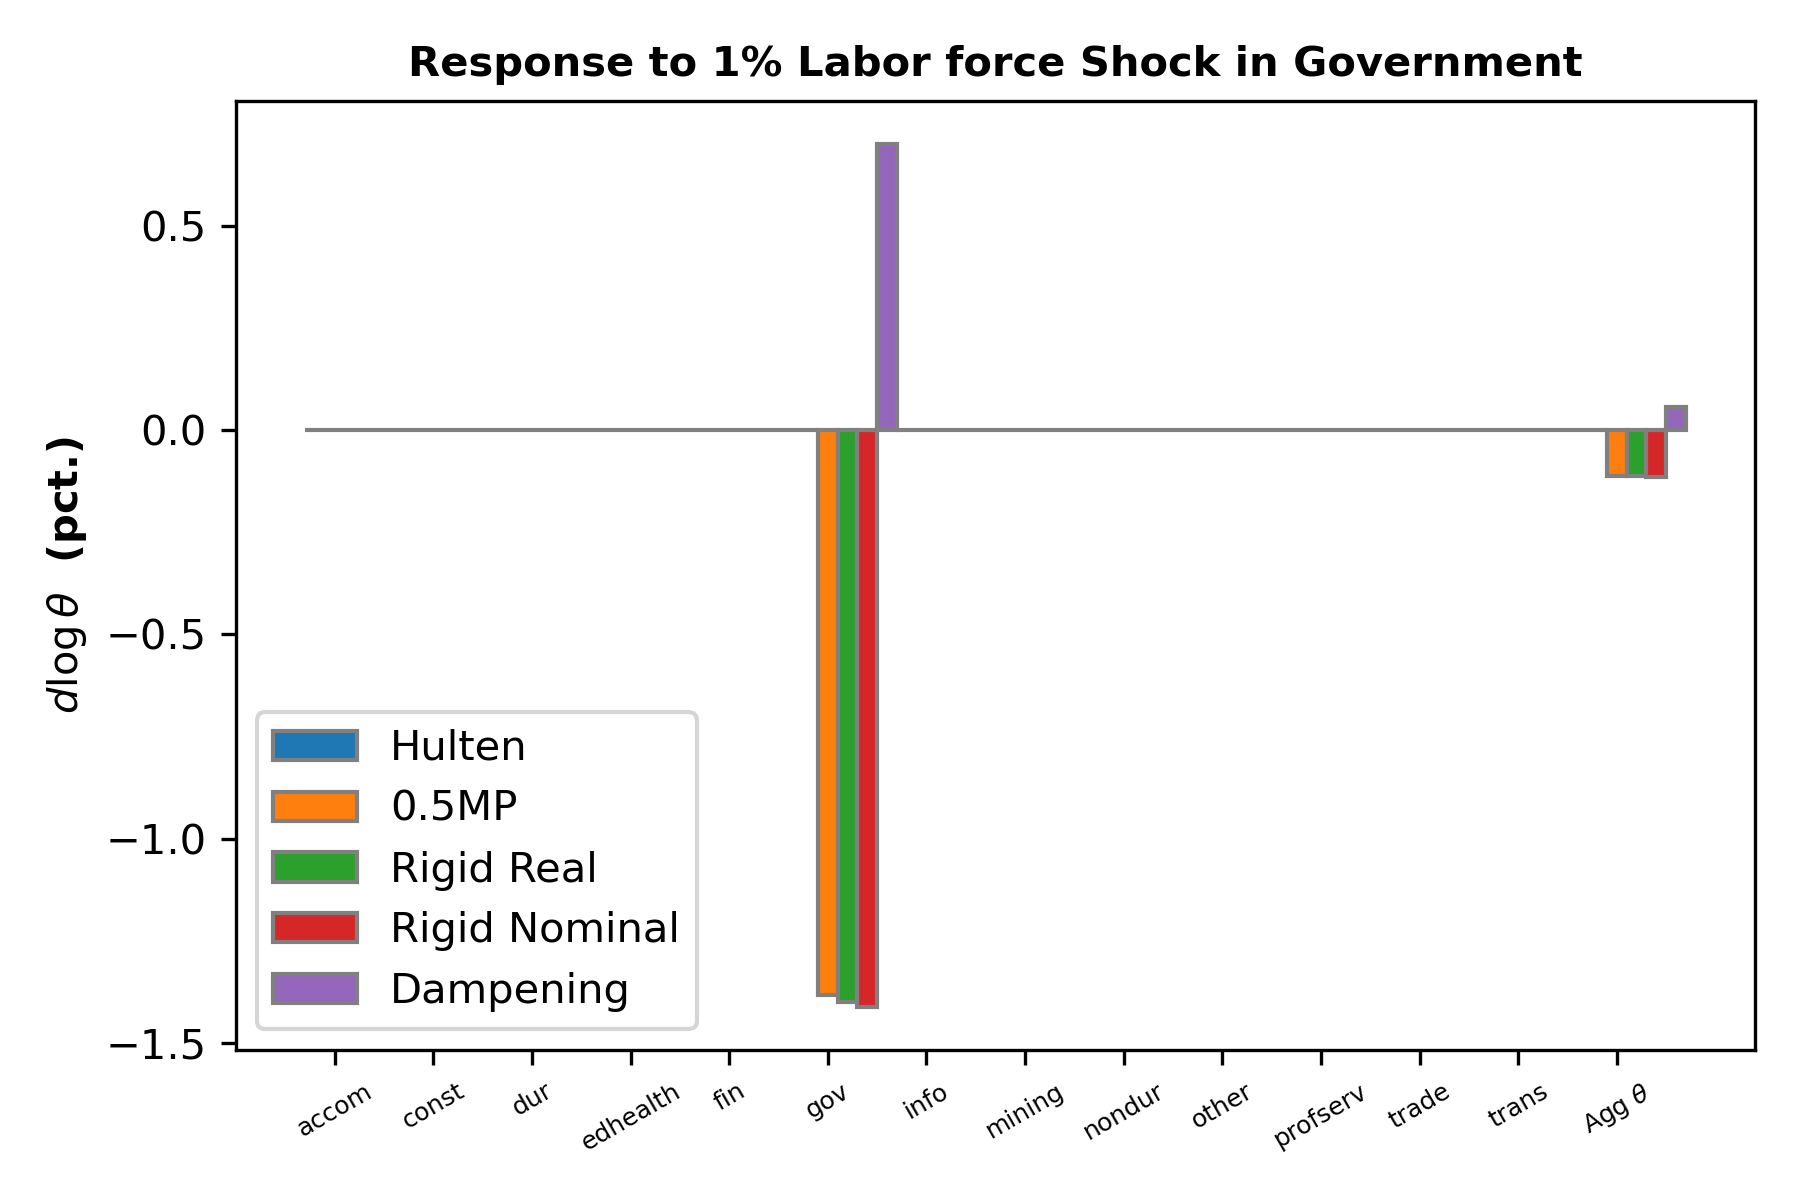 Response to 1% Labor force Shock in Government
d log θ (pct.)
0.5
0.0
−0.5
−1.0
−1.5
Hulten
0.5MP
Rigid Real
Rigid Nominal
Dampening
accom
const
dur
edhealth
fin
gov
info
mining
nondur
other
profserv
trade
trans
Agg θ